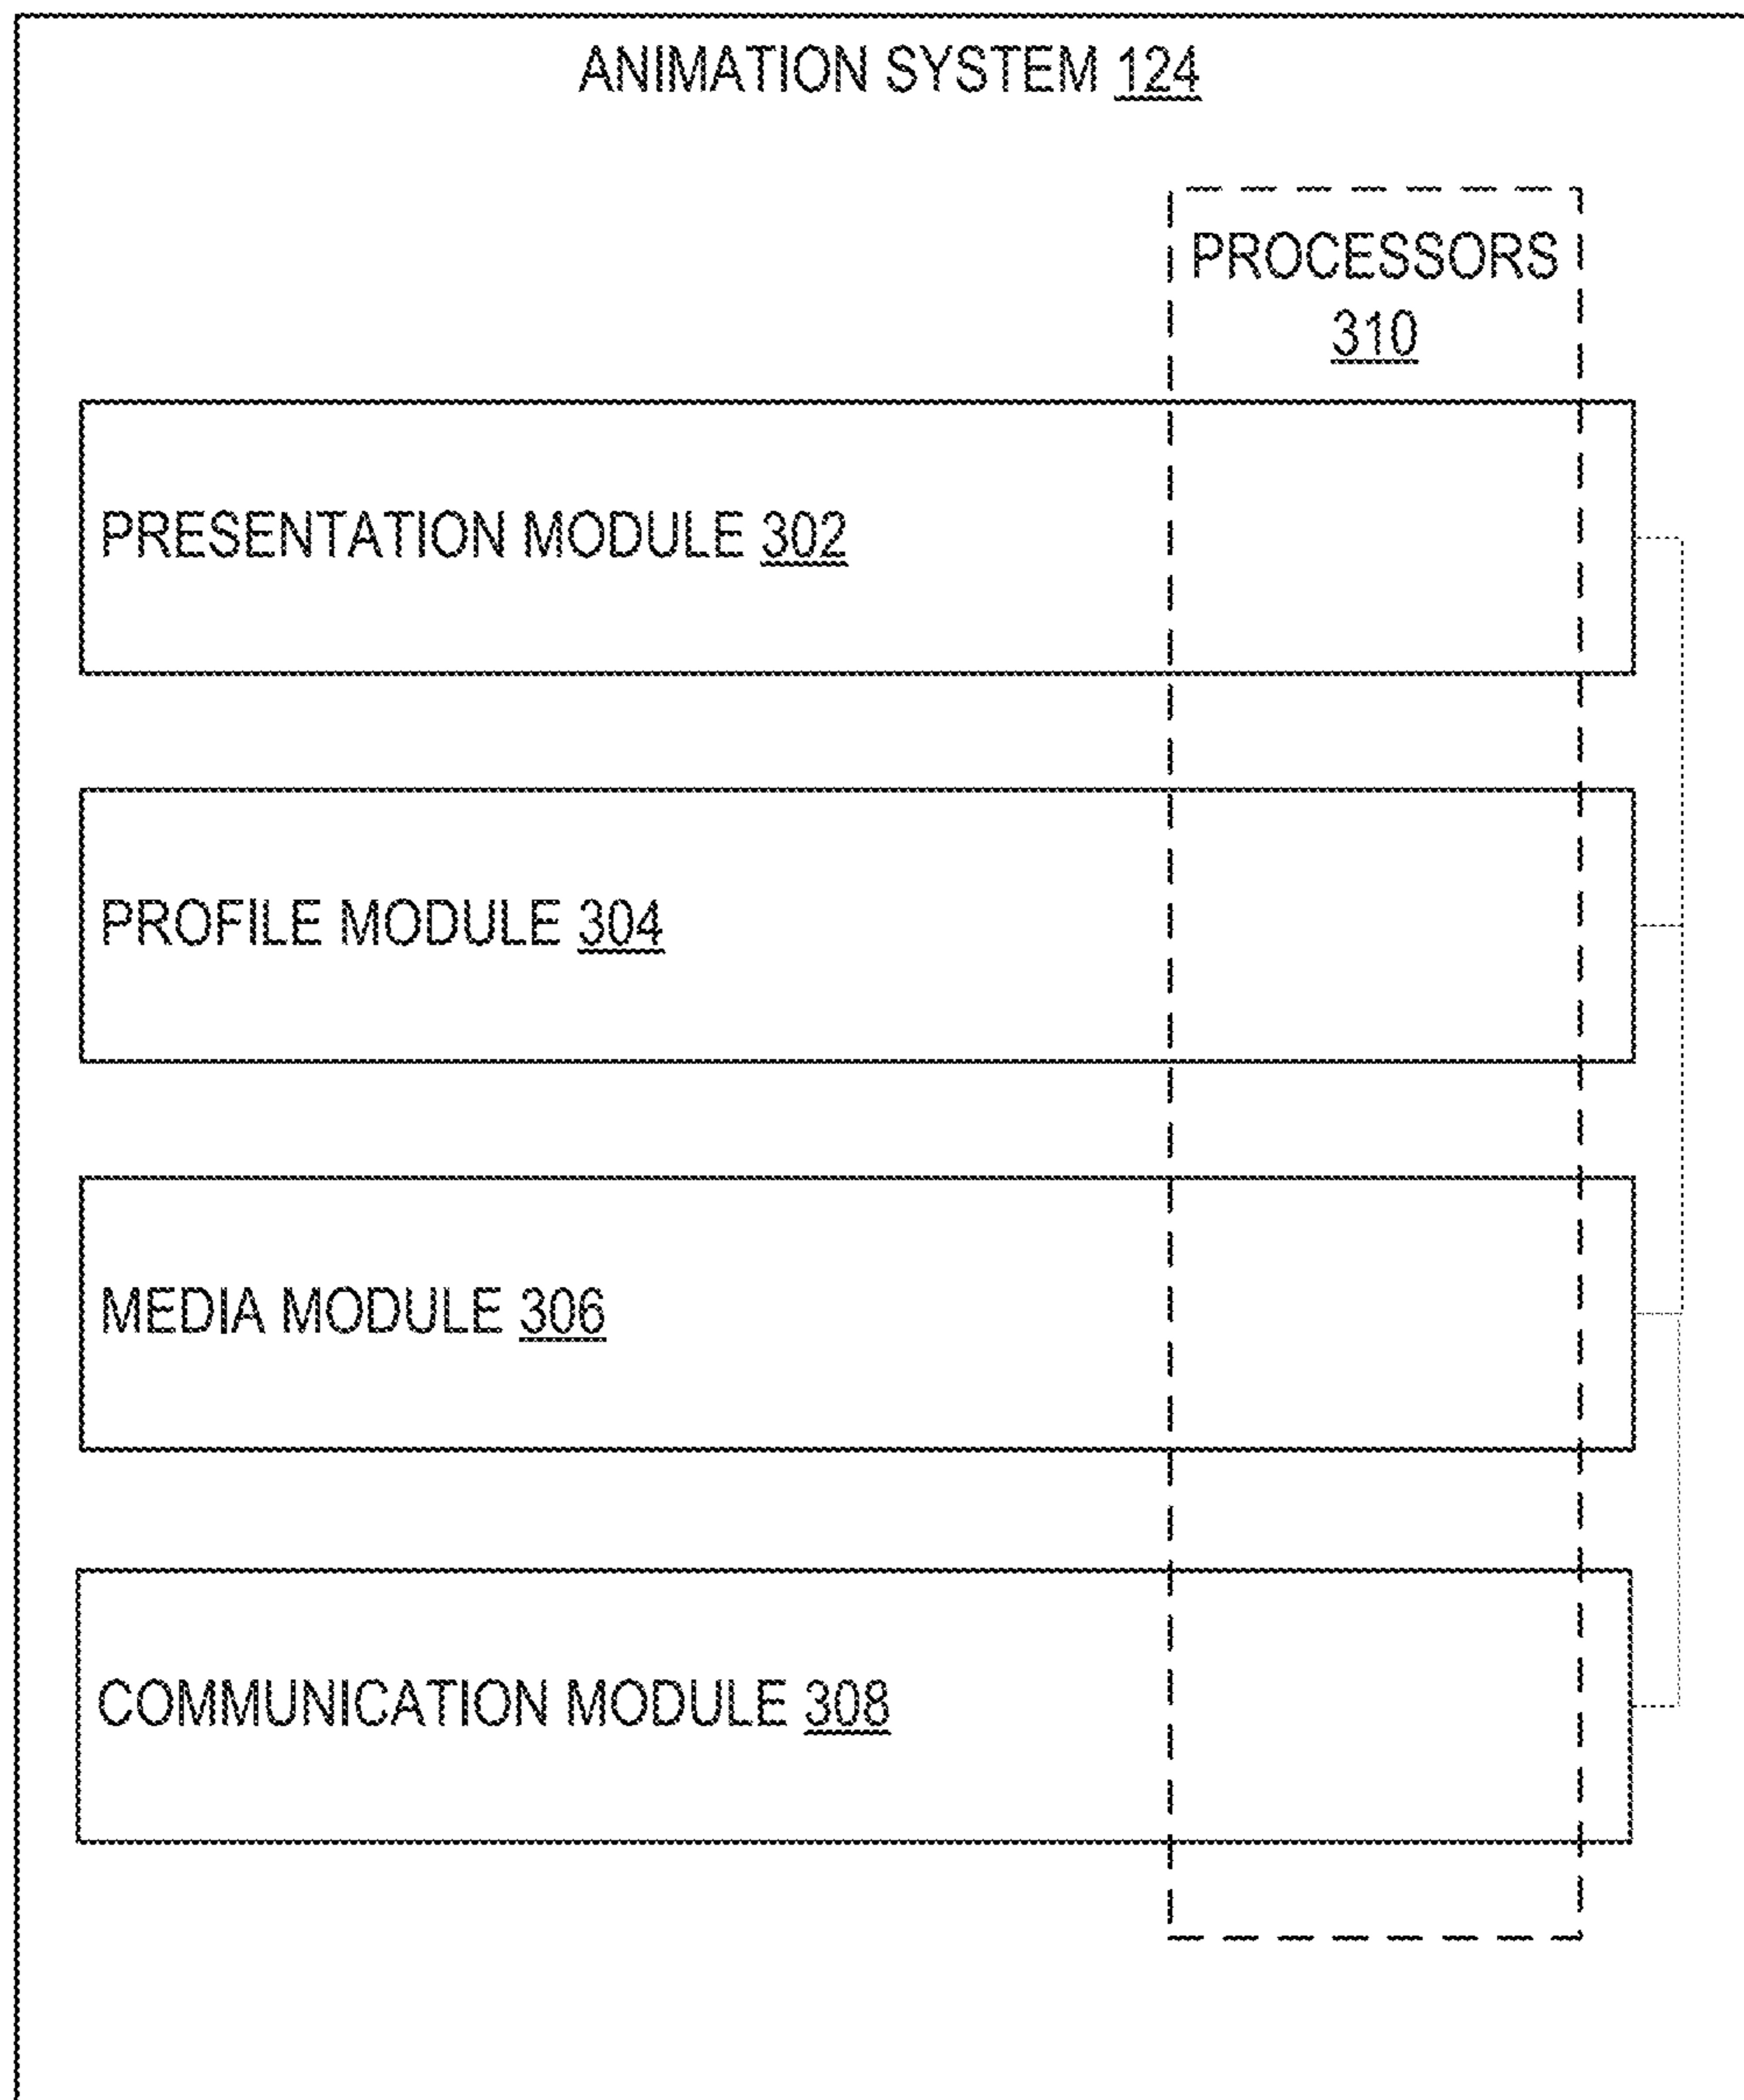 ANIMATION SYSTEM 124
PROCESSORS
310
PRESENTATION MODULE 302
PROFILE MODULE 304
MEDIA MODULE 306
COMMUNICATION MODULE 308